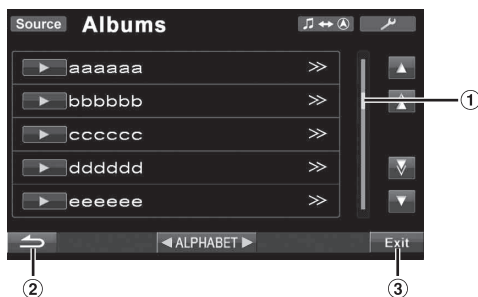 Source Albums
aaaaaa
bbbbbb
cccccc
dddddd
eeeeee
ALPHABET
Exit
1
2
3